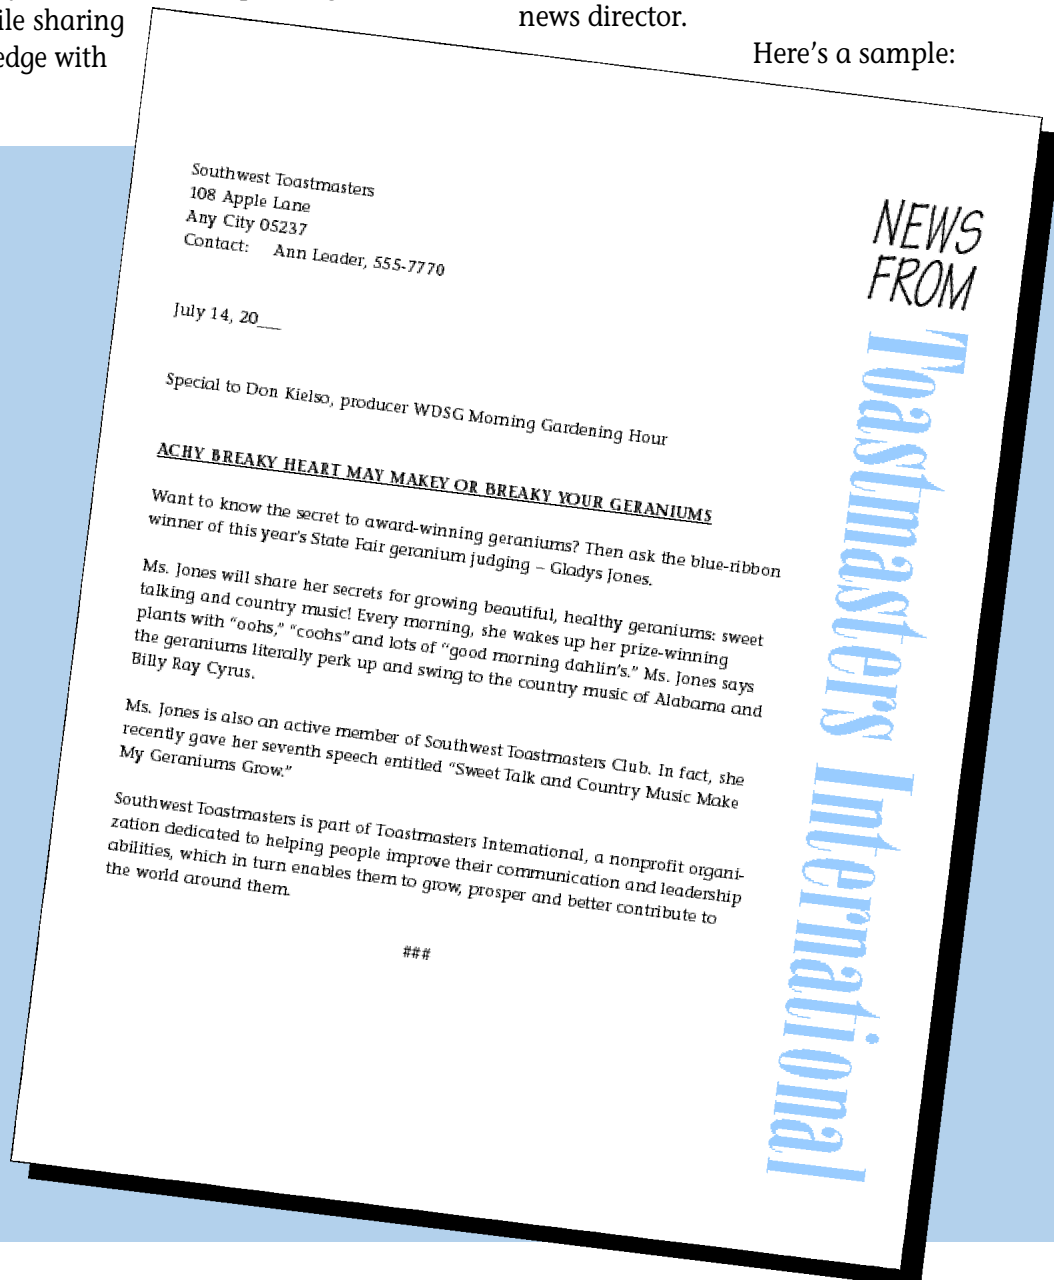 ile sharing
edge with
news director.
Here’s a sample:
Southwest Toastmasters
108 Apple Lane
Any City 05237
Contact: Ann Leader, 555-7770
July 14, 20___
Special to Don Kielso, producer WDSG Morning Gardening Hour
ACHY BREAKY HEART MAY MAKEY OR BREAKY YOUR GERANIUMS
Want to know the secret to award-winning geraniums? Then ask the blue-ribbon
winner of this year’s State Fair geranium judging – Gladys Jones.
Ms. Jones will share her secrets for growing beautiful, healthy geraniums: sweet
talking and country music! Every morning, she wakes up her prize-winning
plants with “oohs,” “coohs” and lots of “good morning dahlin’s.” Ms. Jones says
the geraniums literally perk up and swing to the country music of Alabama and
Billy Ray Cyrus.
Ms. Jones is also an active member of Southwest Toastmasters Club. In fact, she
recently gave her seventh speech entitled “Sweet Talk and Country Music Make
My Geraniums Grow.”
Southwest Toastmasters is part of Toastmasters International, a nonprofit organi-
zation dedicated to helping people improve their communication and leadership
abilities, which in turn enables them to grow, prosper and better contribute to
the world around them.
###
NEWS
FROM
Toastmasters International